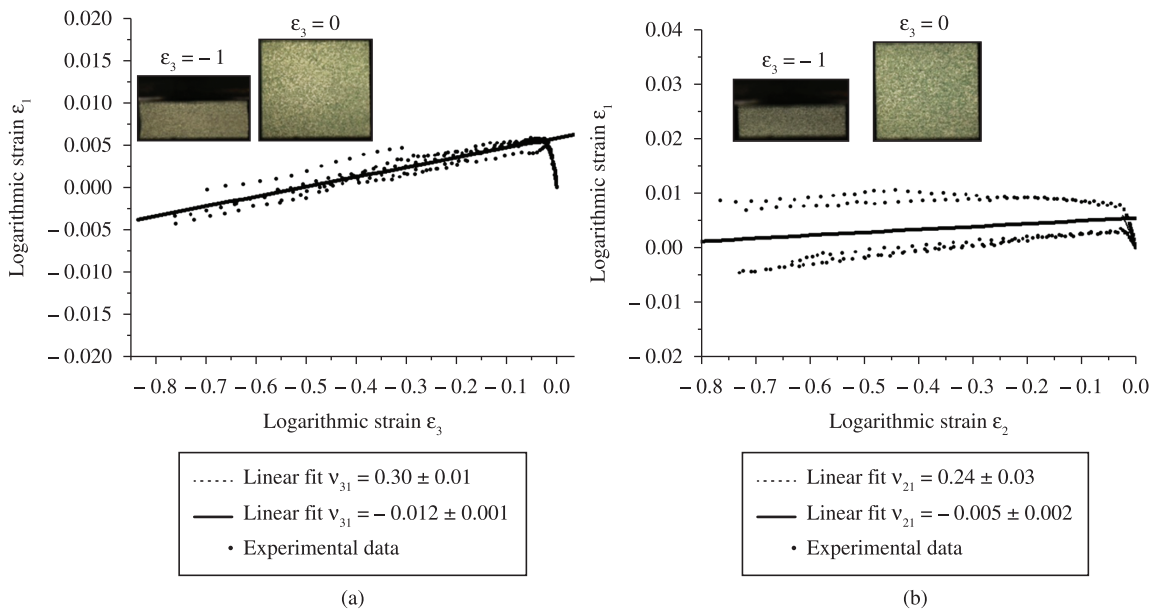 0.020
0.015
0.010
0.005
0.000
– 0.005
– 0.010
– 0.015
– 0.020
Logarithmic strain ε₁
ε₃ = – 1
ε₃ = 0
– 0.8 – 0.7 – 0.6 – 0.5 – 0.4 – 0.3 – 0.2 – 0.1 0.0
Logarithmic strain ε₃
Linear fit ν₃₁ = 0.30 ± 0.01
Linear fit ν₃₁ = – 0.012 ± 0.001
Experimental data
(a)
0.04
0.03
0.02
0.01
0.00
– 0.01
– 0.02
Logarithmic strain ε₁
ε₃ = – 1
ε₃ = 0
– 0.8 – 0.7 – 0.6 – 0.5 – 0.4 – 0.3 – 0.2 – 0.1 0.0
Logarithmic strain ε₂
Linear fit ν₂₁ = 0.24 ± 0.03
Linear fit ν₂₁ = – 0.005 ± 0.002
Experimental data
(b)